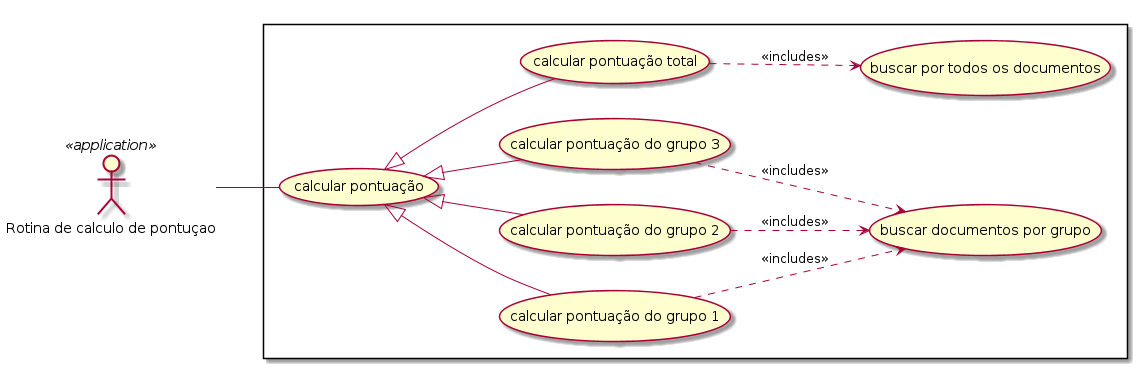 «application»
Rotina de calculo de pontuçao
calcular pontuação
calcular pontuação total
«includes»
buscar por todos os documentos
calcular pontuação do grupo 3
«includes»
calcular pontuação do grupo 2
«includes»
buscar documentos por grupo
«includes»
calcular pontuação do grupo 1